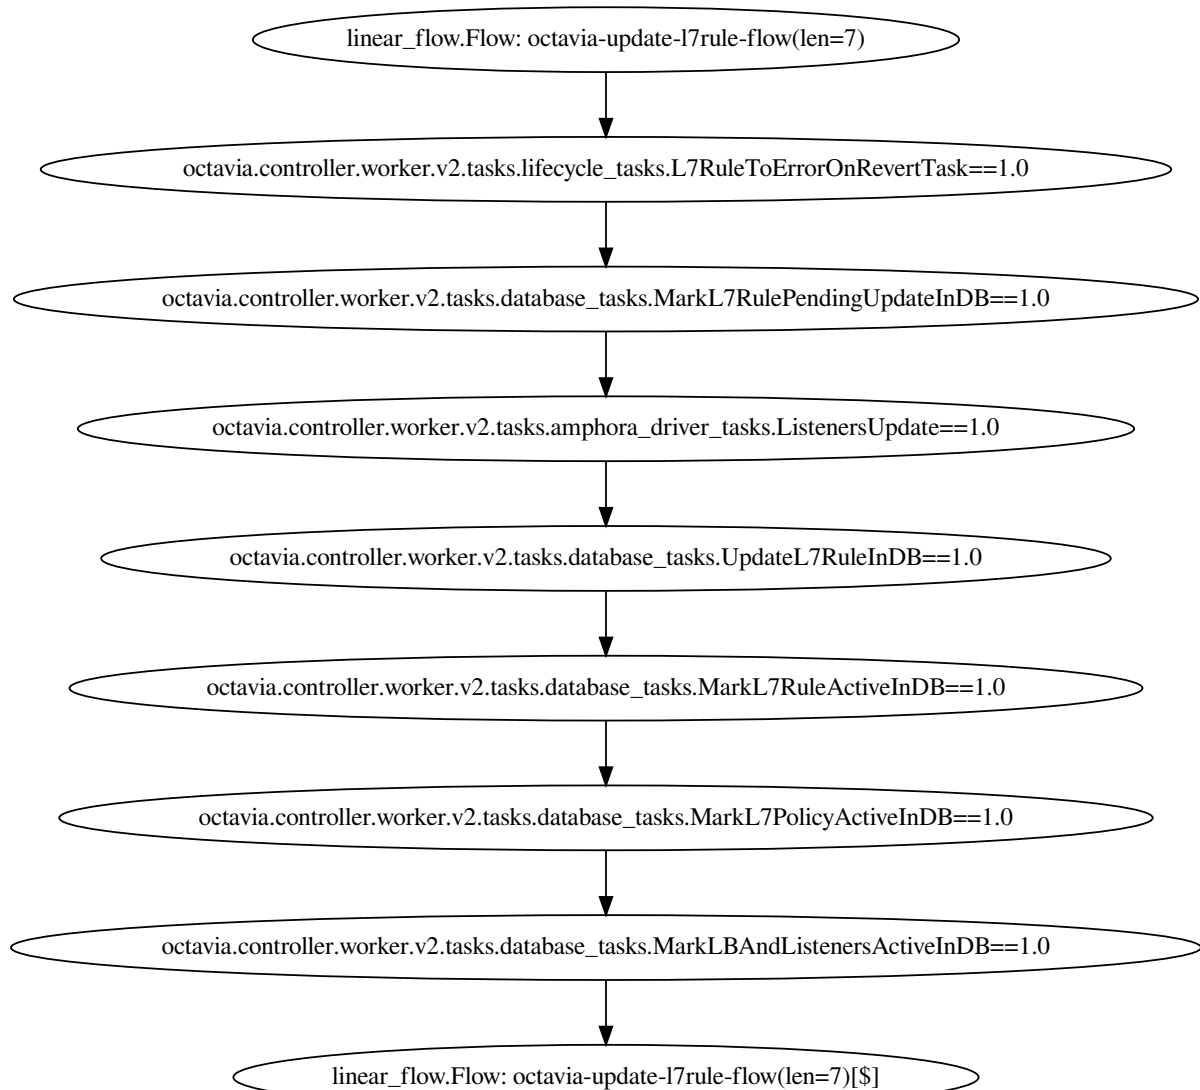 linear_flow.Flow: octavia-update-l7rule-flow(len=7)
octavia.controller.worker.v2.tasks.lifecycle_tasks.L7RuleToErrorOnRevertTask==1.0
octavia.controller.worker.v2.tasks.database_tasks.MarkL7RulePendingUpdateInDB==1.0
octavia.controller.worker.v2.tasks.amphora_driver_tasks.ListenersUpdate==1.0
octavia.controller.worker.v2.tasks.database_tasks.UpdateL7RuleInDB==1.0
octavia.controller.worker.v2.tasks.database_tasks.MarkL7RuleActiveInDB==1.0
octavia.controller.worker.v2.tasks.database_tasks.MarkL7PolicyActiveInDB==1.0
octavia.controller.worker.v2.tasks.database_tasks.MarkLBAndListenersActiveInDB==1.0
linear_flow.Flow: octavia-update-l7rule-flow(len=7)[$]